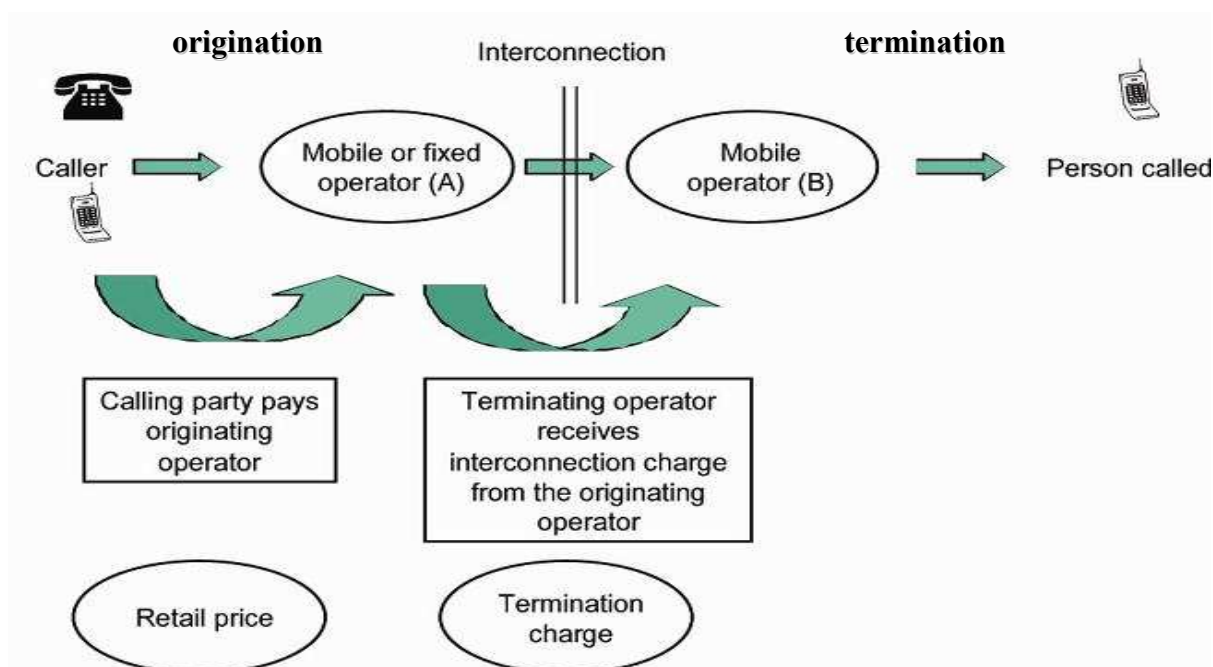 origination
Interconnection
termination
Caller
Mobile or fixed
operator (A)
Mobile
operator (B)
Person called
Calling party pays
originating
operator
Terminating operator
receives
interconnection charge
from the originating
operator
Retail price
Termination
charge